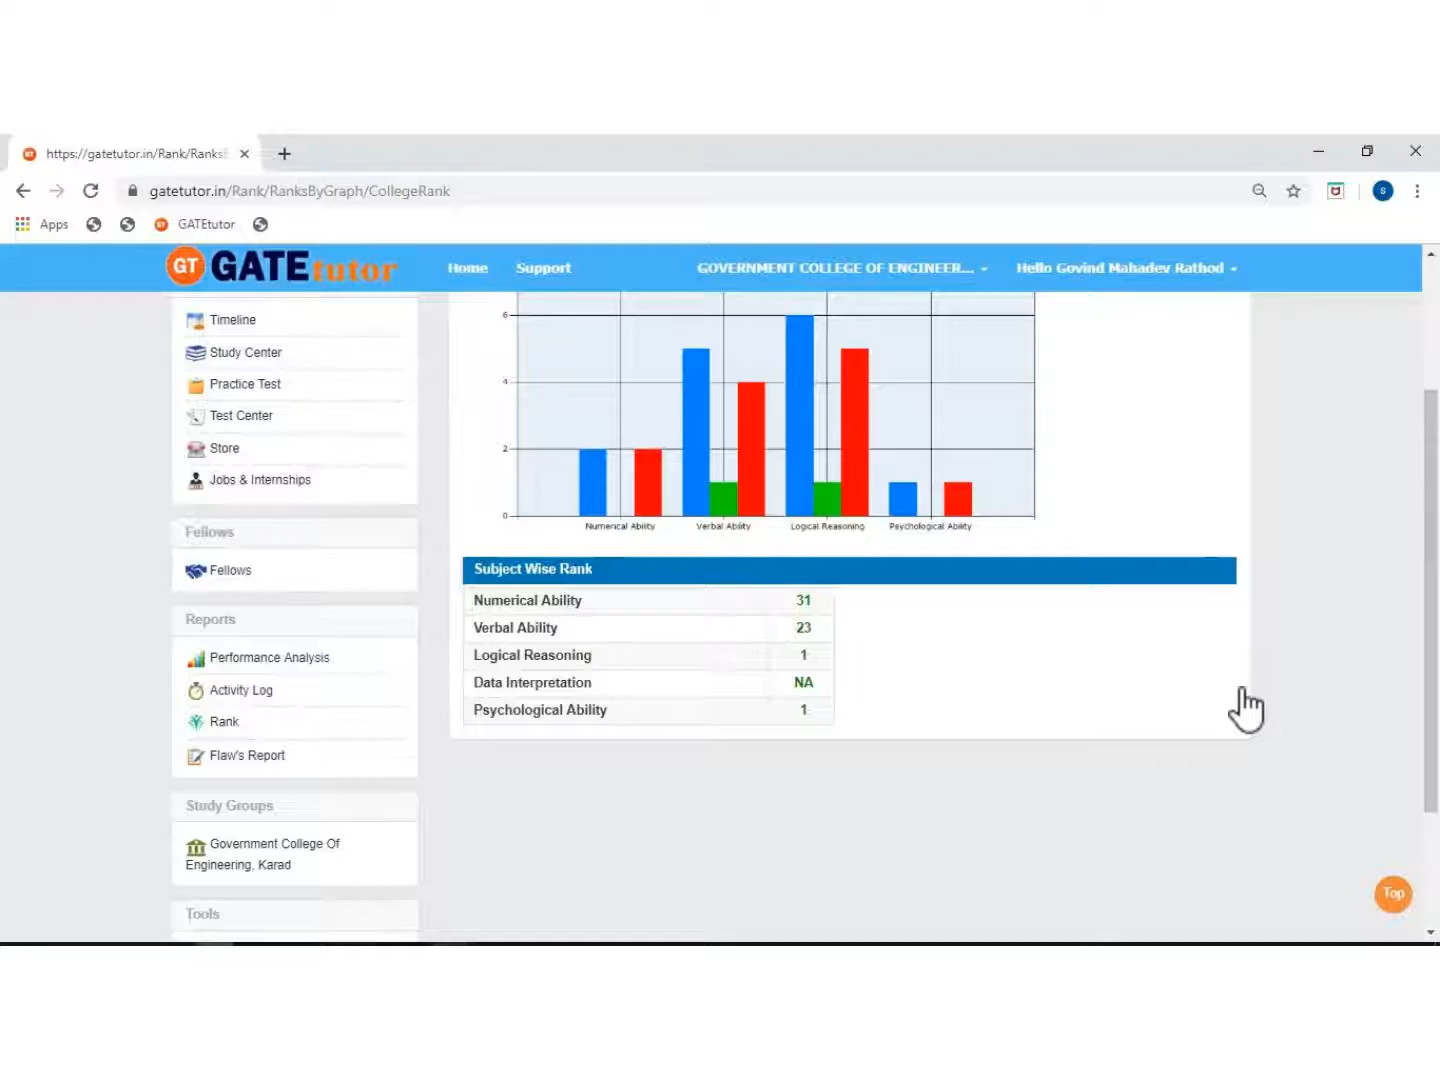 https://gatetutor.in/Rank/Ranks
gatetutor.in/Rank/RanksByGraph/CollegeRank
S
Apps
GATEtutor
GT GATEtutor
Home
Support
GOVERNMENT COLLEGE OF ENGINEER...
Hello Govind Mahadev Rathod
Timeline
Study Center
Practice Test
Test Center
Store
Jobs & Internships
Fellows
Fellows
Reports
Performance Analysis
Activity Log
Rank
Flaw's Report
Study Groups
Government College Of
Engineering, Karad
Tools
6
4
2
0
Numerical Ability
Verbal Ability
Logical Reasoning
Psychological Ability
Subject Wise Rank
Numerical Ability 31
Verbal Ability 23
Logical Reasoning 1
Data Interpretation NA
Psychological Ability 1
Top